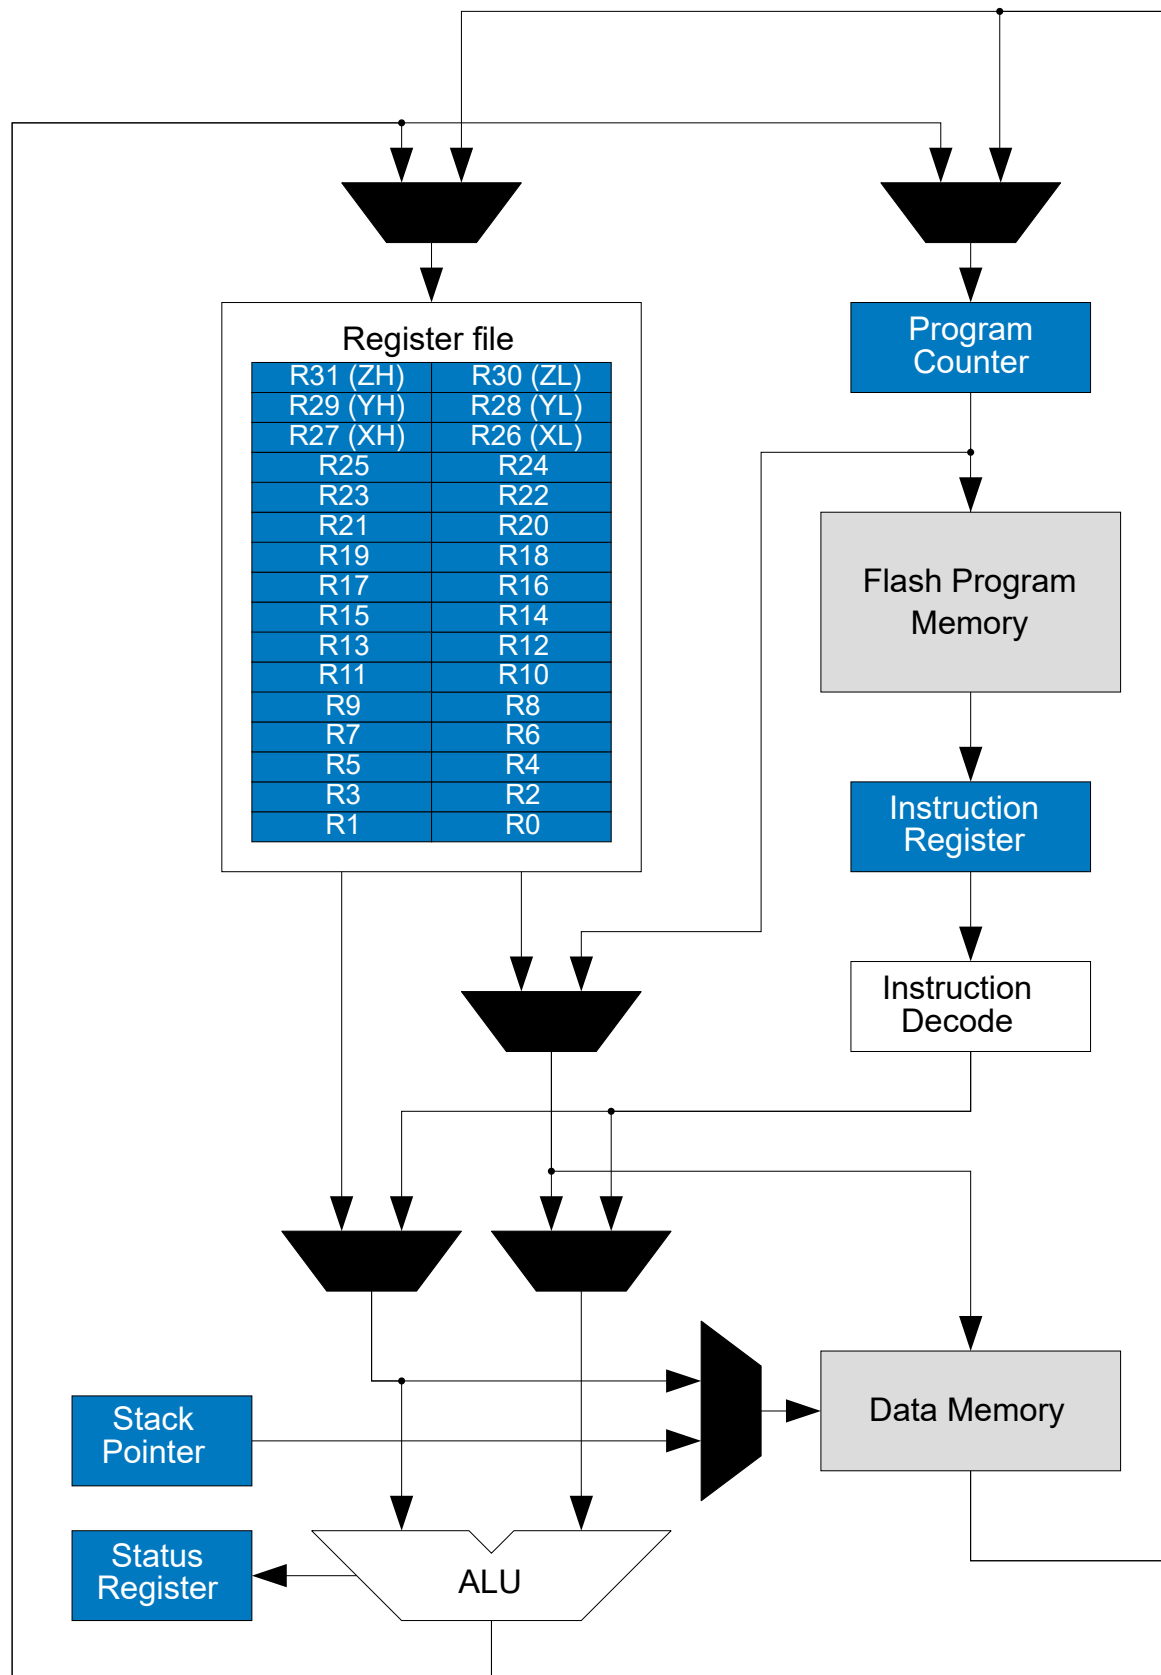 Register file
R31 (ZH) R30 (ZL)
R29 (YH) R28 (YL)
R27 (XH) R26 (XL)
R25 R24
R23 R22
R21 R20
R19 R18
R17 R16
R15 R14
R13 R12
R11 R10
R9 R8
R7 R6
R5 R4
R3 R2
R1 R0
Program
Counter
Flash Program
Memory
Instruction
Register
Instruction
Decode
Stack
Pointer
Data Memory
Status
Register
ALU